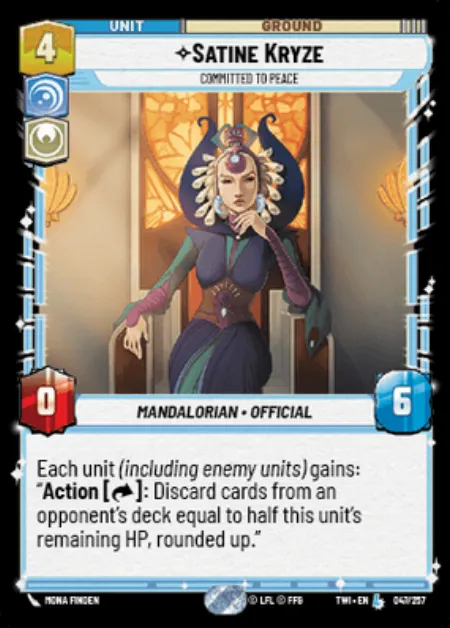 UNIT GROUND
4
✧SATINE KRYZE
COMMITTED TO PEACE
0
MANDALORIAN • OFFICIAL
6
Each unit (including enemy units) gains:
“Action [↷]: Discard cards from an
opponent’s deck equal to half this unit’s
remaining HP, rounded up.”
MONA FINDEN © LFL © FFG TWI • EN L 047/257